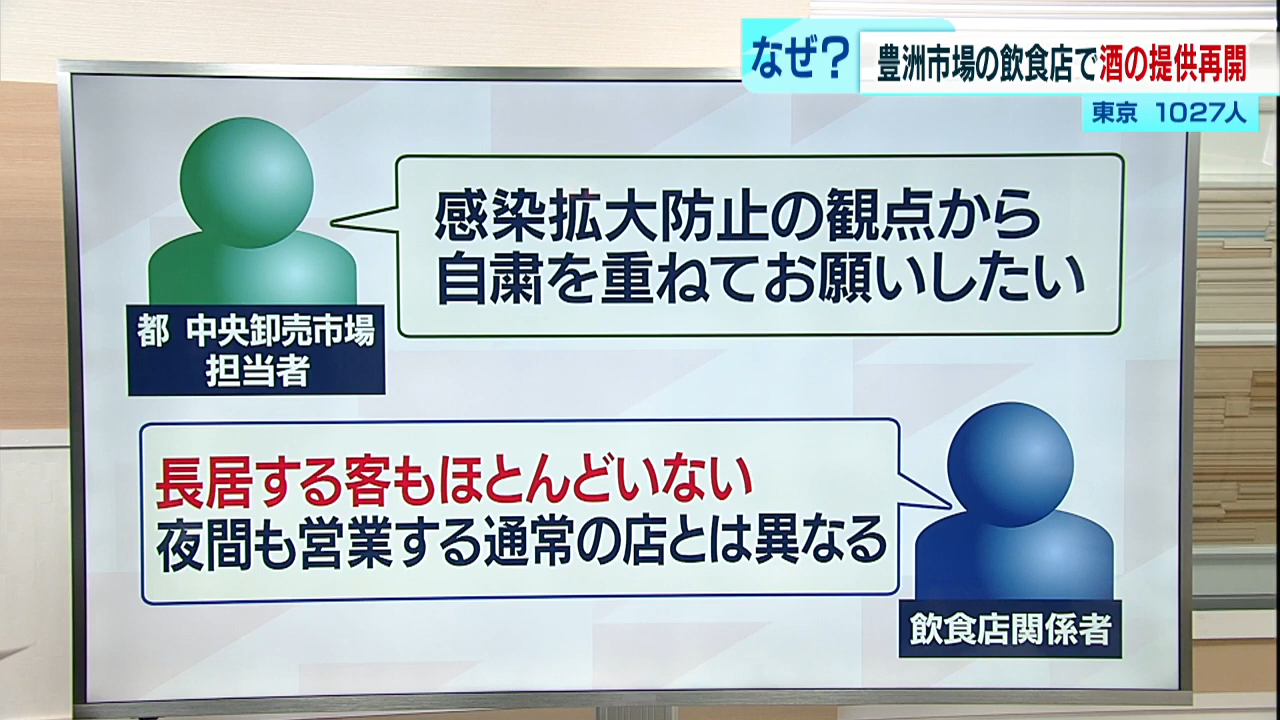 なぜ?
豊洲市場の飲食店で酒の提供再開
東京 1027人
感染拡大防止の観点から
自粛を重ねてお願いしたい
都 中央卸売市場
担当者
長居する客もほとんどいない
夜間も営業する通常の店とは異なる
飲食店関係者